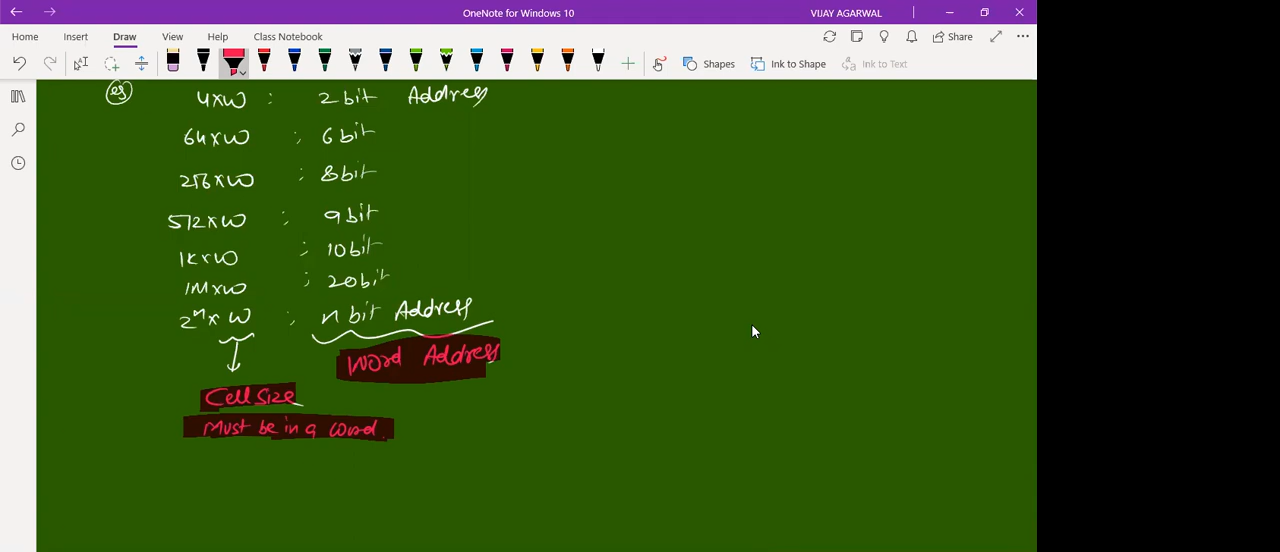 OneNote for Windows 10
VIJAY AGARWAL
Home Insert Draw View Help Class Notebook
Share
Shapes Ink to Shape Ink to Text
eg
4xW : 2 bit Address
64xW ; 6 bit
256xW : 8 bit
512xW : 9 bit
1KxW : 10 bit
1MxW : 20 bit
2ⁿ x W : n bit Address
Word Address
Cell Size
Must be in a word.